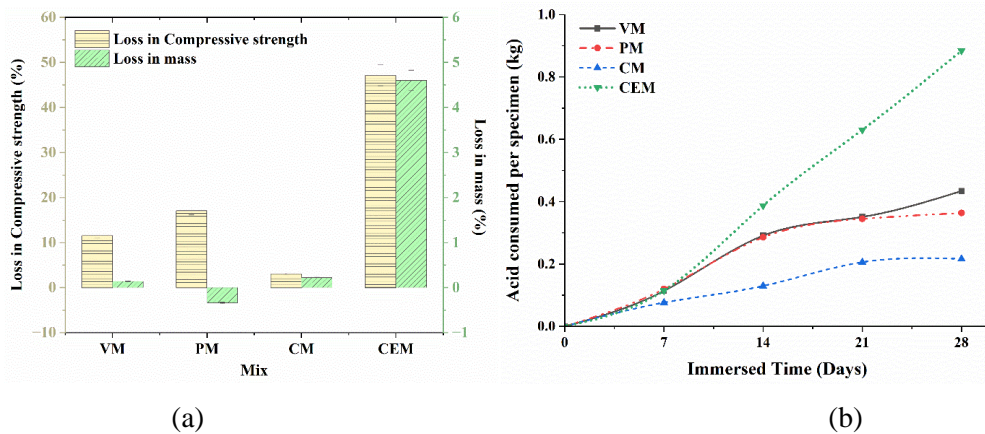 60
50
40
30
20
10
0
−10
Loss in Compressive strength (%)
Loss in Compressive strength
Loss in mass
6
5
4
3
2
1
0
−1
Loss in mass (%)
VM
PM
CM
CEM
Mix
(a)
1.0
0.8
0.6
0.4
0.2
0.0
Acid consumed per specimen (kg)
VM
PM
CM
CEM
0
7
14
21
28
Immersed Time (Days)
(b)